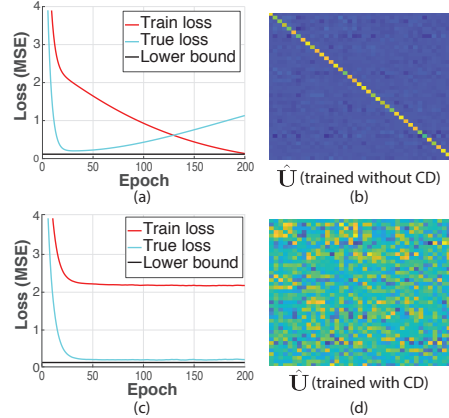 Loss (MSE)
4
3
2
1
0
0
50
100
150
200
Train loss
True loss
Lower bound
Epoch
(a)
Û (trained without CD)
(b)
Loss (MSE)
4
3
2
1
0
0
50
100
150
200
Train loss
True loss
Lower bound
Epoch
(c)
Û (trained with CD)
(d)